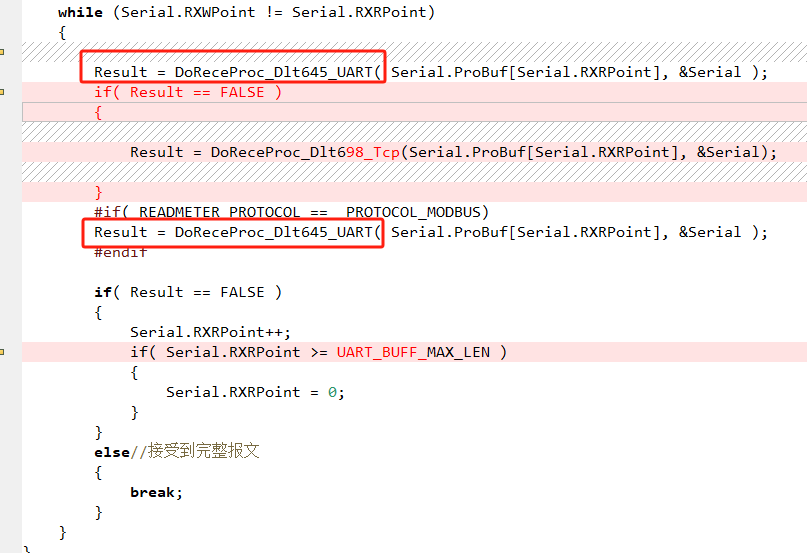 while (Serial.RXWPoint != Serial.RXRPoint)
{
Result = DoReceProc_Dlt645_UART( Serial.ProBuf[Serial.RXRPoint], &Serial );
if( Result == FALSE )
{
Result = DoReceProc_Dlt698_Tcp(Serial.ProBuf[Serial.RXRPoint], &Serial);
}
#if( READMETER_PROTOCOL == PROTOCOL_MODBUS)
Result = DoReceProc_Dlt645_UART( Serial.ProBuf[Serial.RXRPoint], &Serial );
#endif
if( Result == FALSE )
{
Serial.RXRPoint++;
if( Serial.RXRPoint >= UART_BUFF_MAX_LEN )
{
Serial.RXRPoint = 0;
}
}
else//接受到完整报文
{
break;
}
}
}